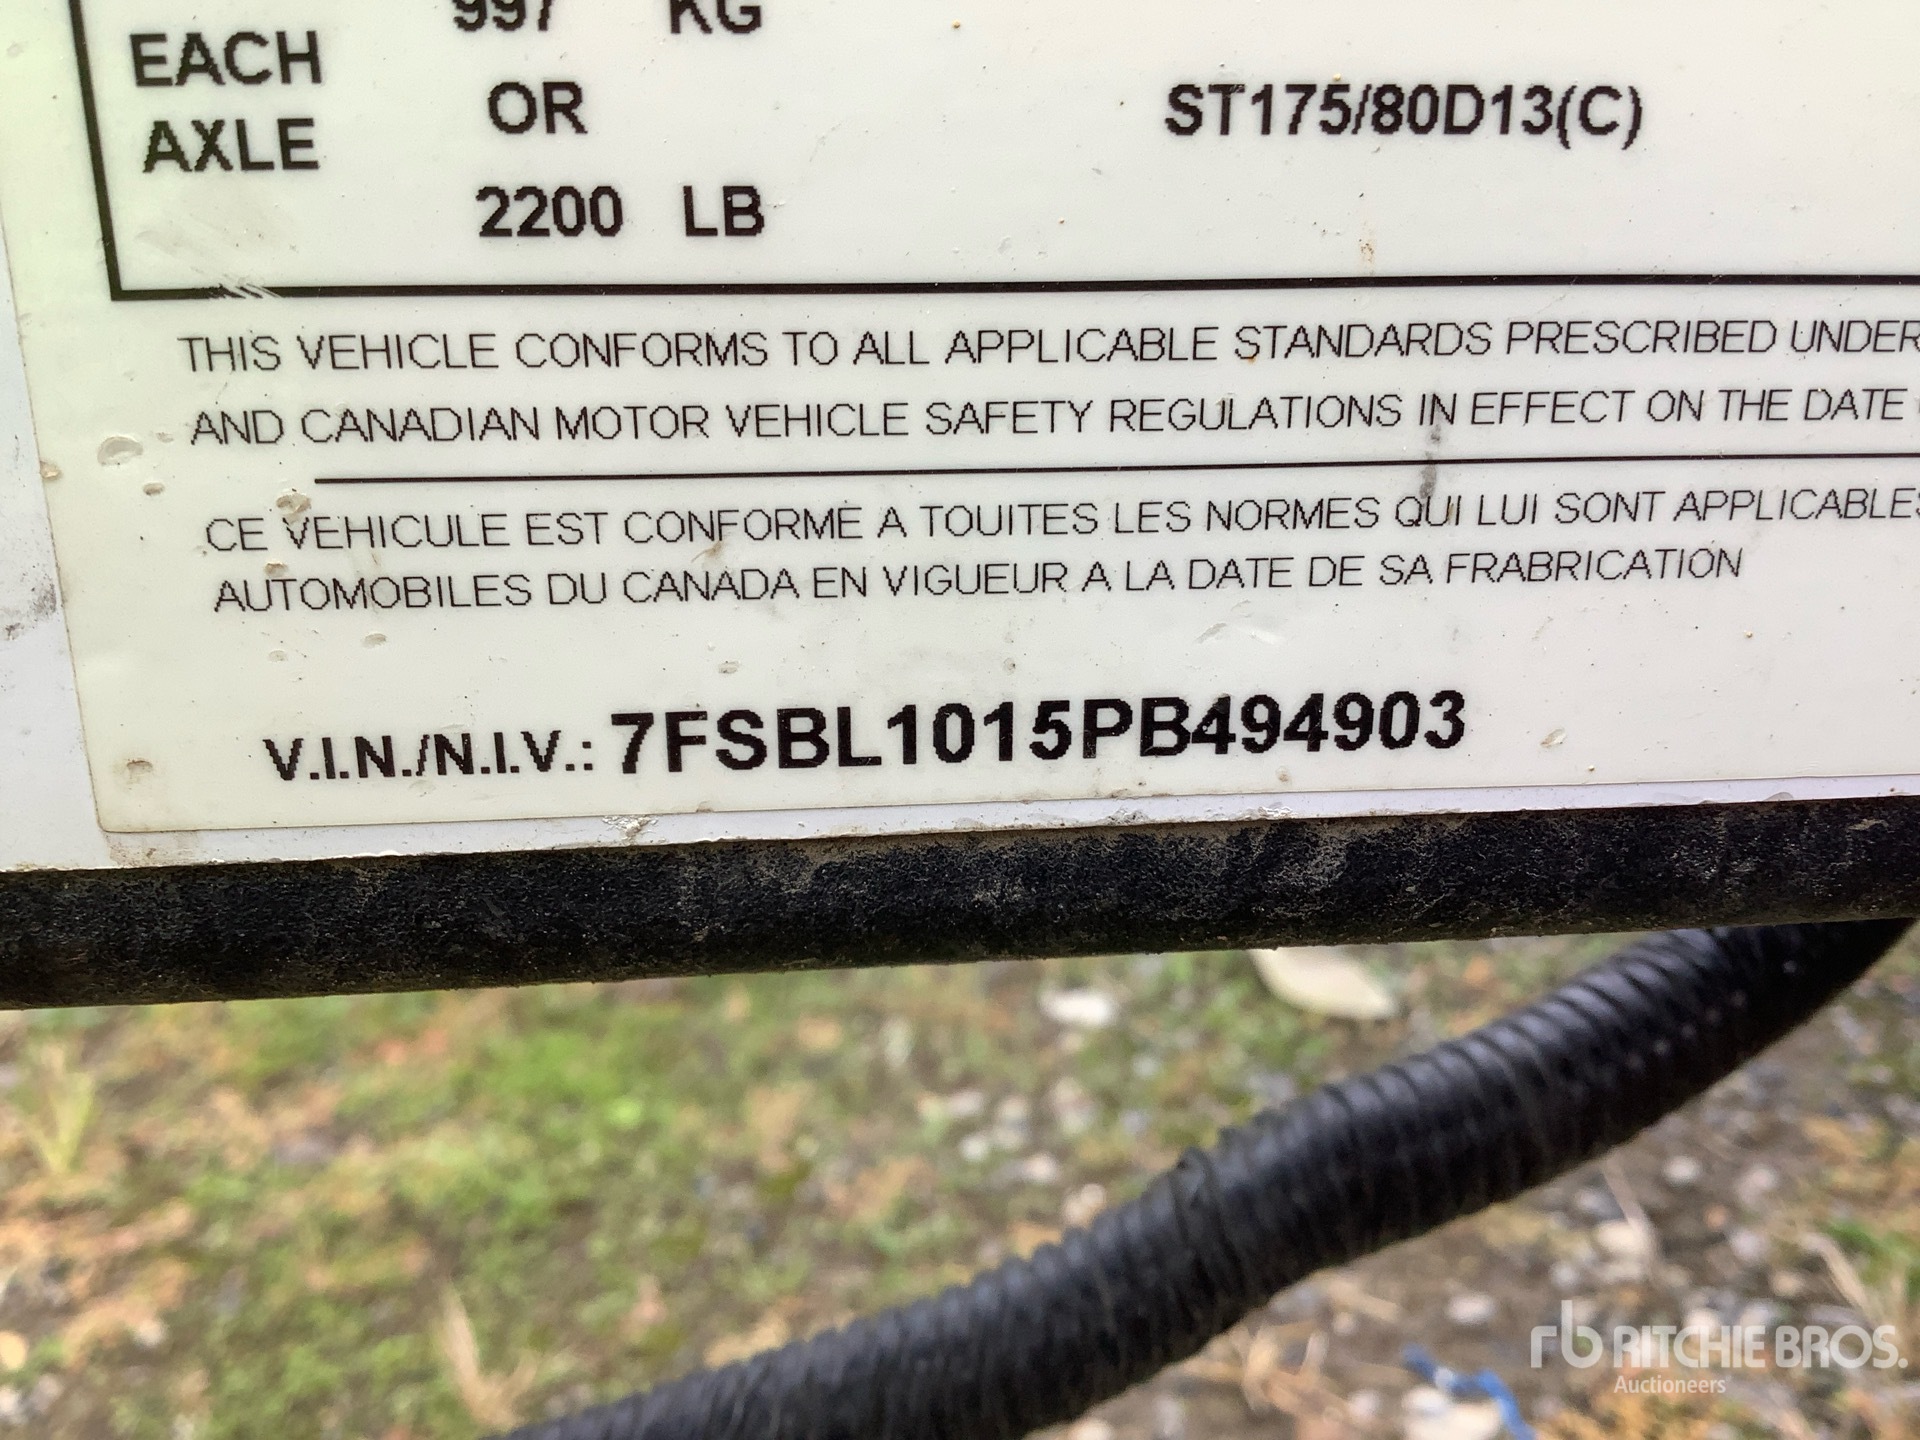 997 KG
EACH
OR
ST175/80D13(C)
AXLE
2200 LB
THIS VEHICLE CONFORMS TO ALL APPLICABLE STANDARDS PRESCRIBED UNDER
AND CANADIAN MOTOR VEHICLE SAFETY REGULATIONS IN EFFECT ON THE DATE
CE VEHICULE EST CONFORME A TOUITES LES NORMES QUI LUI SONT APPLICABLES
AUTOMOBILES DU CANADA EN VIGUEUR A LA DATE DE SA FRABRICATION
V.I.N./N.I.V.: 7FSBL1015PB494903
rb RITCHIE BROS.
Auctioneers